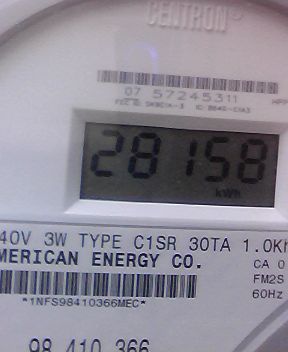 CENTRON®
07 57245311
28158
kWh
40V 3W TYPE C1SR 30TA 1.0Kh
MERICAN ENERGY CO.
CA 0
FM2S
60Hz
*1NFS98410366MEC*
98 410 366